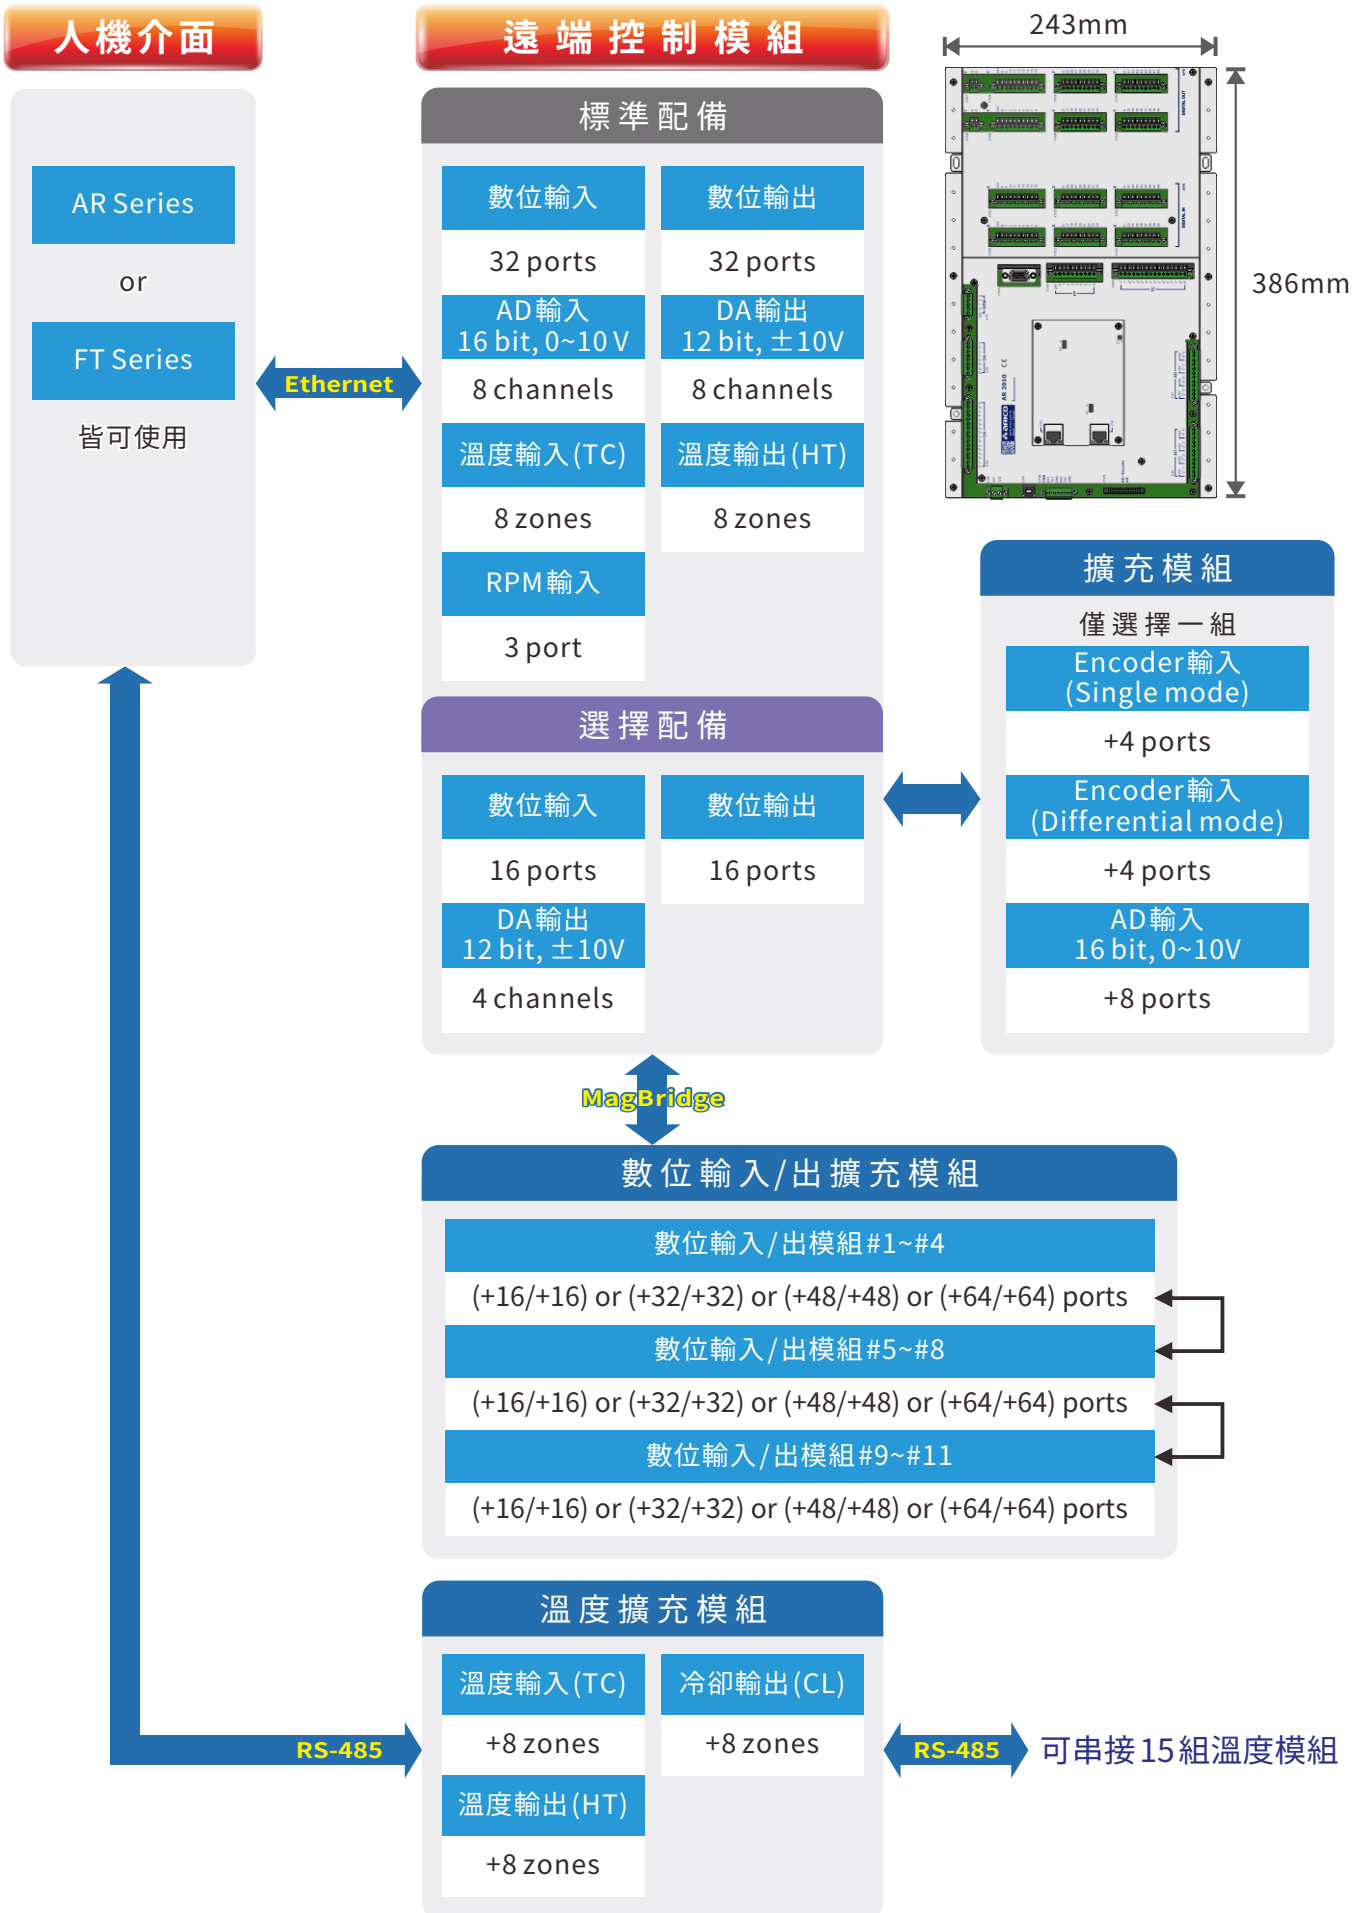 人機介面
AR Series
or
FT Series
皆可使用
Ethernet
遠端控制模組
標準配備
數位輸入
數位輸出
32 ports
32 ports
AD輸入
16 bit, 0~10 V
DA輸出
12 bit, ±10V
8 channels
8 channels
溫度輸入(TC)
溫度輸出(HT)
8 zones
8 zones
RPM輸入
3 port
選擇配備
數位輸入
數位輸出
16 ports
16 ports
DA輸出
12 bit, ±10V
4 channels
243mm
386mm
DIGITAL OUT
DIGITAL IN
AR 2010
ARICO
擴充模組
僅選擇一組
Encoder輸入
(Single mode)
+4 ports
Encoder輸入
(Differential mode)
+4 ports
AD輸入
16 bit, 0~10V
+8 ports
MagBridge
數位輸入/出擴充模組
數位輸入/出模組#1~#4
(+16/+16) or (+32/+32) or (+48/+48) or (+64/+64) ports
數位輸入/出模組#5~#8
(+16/+16) or (+32/+32) or (+48/+48) or (+64/+64) ports
數位輸入/出模組#9~#11
(+16/+16) or (+32/+32) or (+48/+48) or (+64/+64) ports
溫度擴充模組
溫度輸入(TC)
冷卻輸出(CL)
+8 zones
+8 zones
溫度輸出(HT)
+8 zones
RS-485
RS-485
可串接15組溫度模組